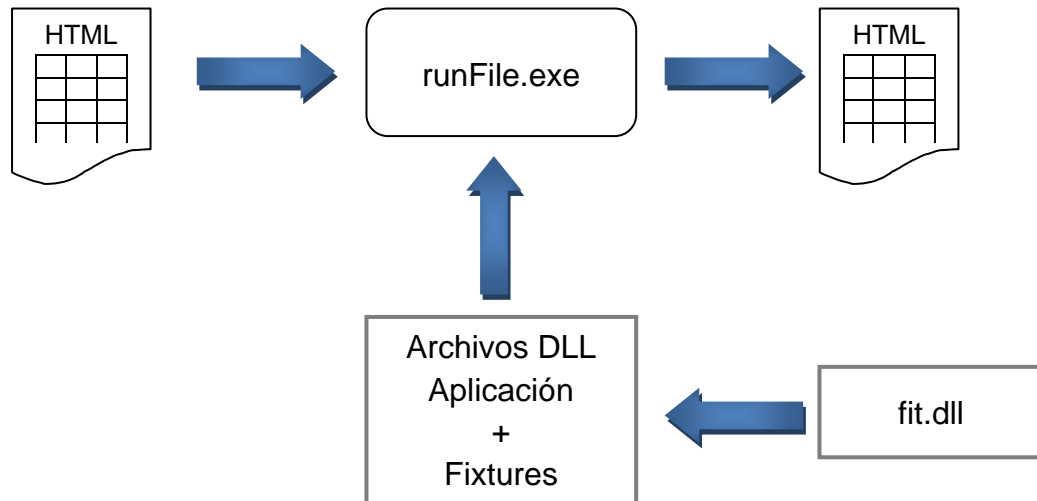 HTML
runFile.exe
HTML
Archivos DLL
Aplicación
+
Fixtures
fit.dll